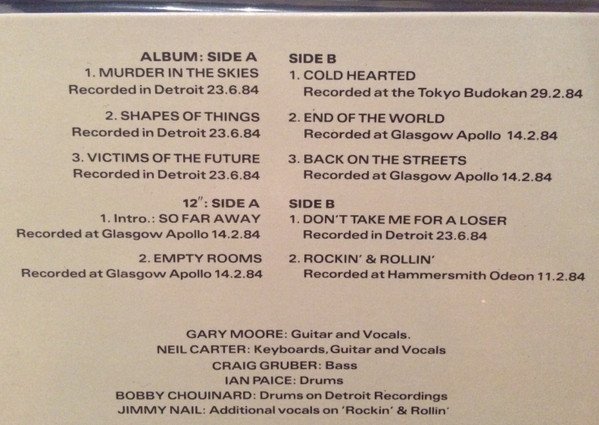 ALBUM: SIDE A
1. MURDER IN THE SKIES
Recorded in Detroit 23.6.84
2. SHAPES OF THINGS
Recorded in Detroit 23.6.84
3. VICTIMS OF THE FUTURE
Recorded in Detroit 23.6.84
SIDE B
1. COLD HEARTED
Recorded at the Tokyo Budokan 29.2.84
2. END OF THE WORLD
Recorded at Glasgow Apollo 14.2.84
3. BACK ON THE STREETS
Recorded at Glasgow Apollo 14.2.84
12": SIDE A
1. Intro.: SO FAR AWAY
Recorded at Glasgow Apollo 14.2.84
2. EMPTY ROOMS
Recorded at Glasgow Apollo 14.2.84
SIDE B
1. DON'T TAKE ME FOR A LOSER
Recorded in Detroit 23.6.84
2. ROCKIN' & ROLLIN'
Recorded at Hammersmith Odeon 11.2.84
GARY MOORE: Guitar and Vocals.
NEIL CARTER: Keyboards, Guitar and Vocals
CRAIG GRUBER: Bass
IAN PAICE: Drums
BOBBY CHOUINARD: Drums on Detroit Recordings
JIMMY NAIL: Additional vocals on 'Rockin' & Rollin'